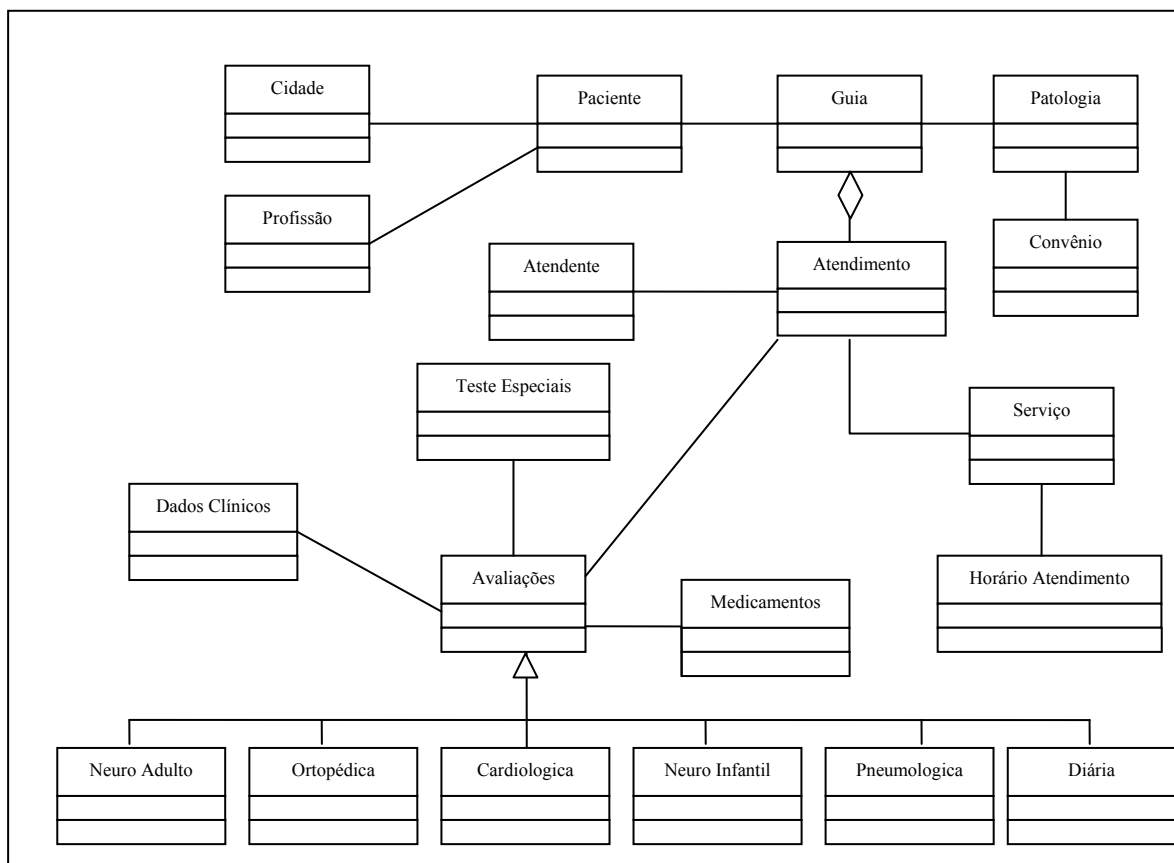 Cidade
Paciente
Guia
Patologia
Profissão
Convênio
Atendente
Atendimento
Teste Especiais
Serviço
Dados Clínicos
Avaliações
Medicamentos
Horário Atendimento
Neuro Adulto
Ortopédica
Cardiologica
Neuro Infantil
Pneumologica
Diária